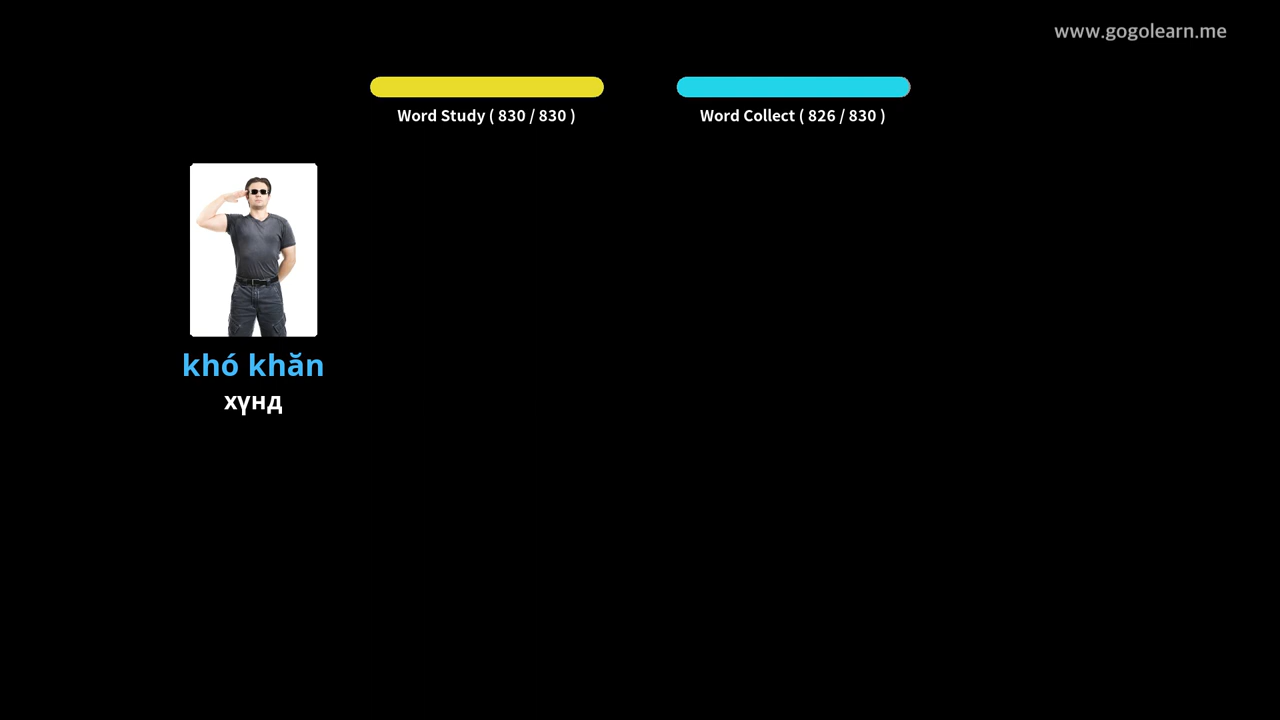 www.gogolearn.me
Word Study ( 830 / 830 )
Word Collect ( 826 / 830 )
khó khăn
хүнд